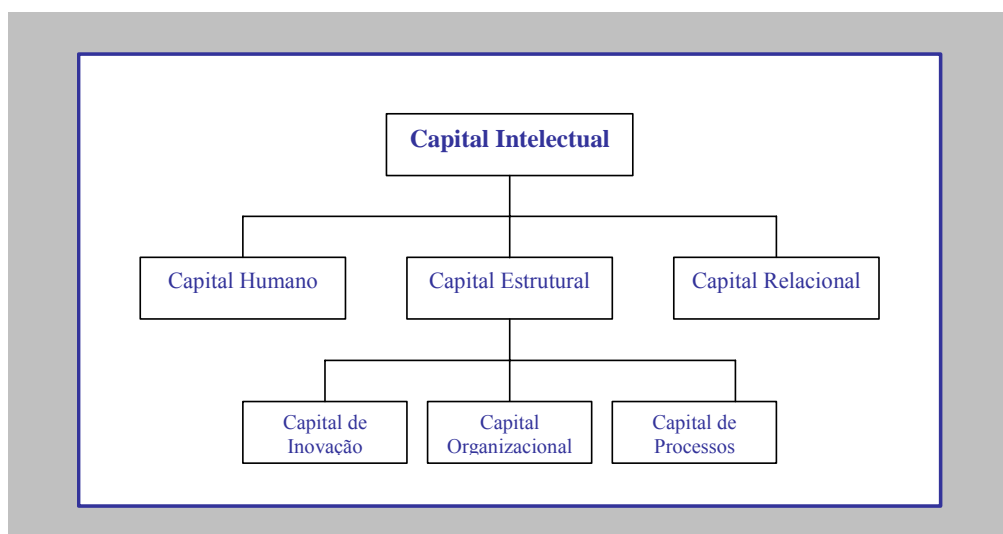 Capital Intelectual
Capital Humano
Capital Estrutural
Capital Relacional
Capital de
Inovação
Capital
Organizacional
Capital de
Processos